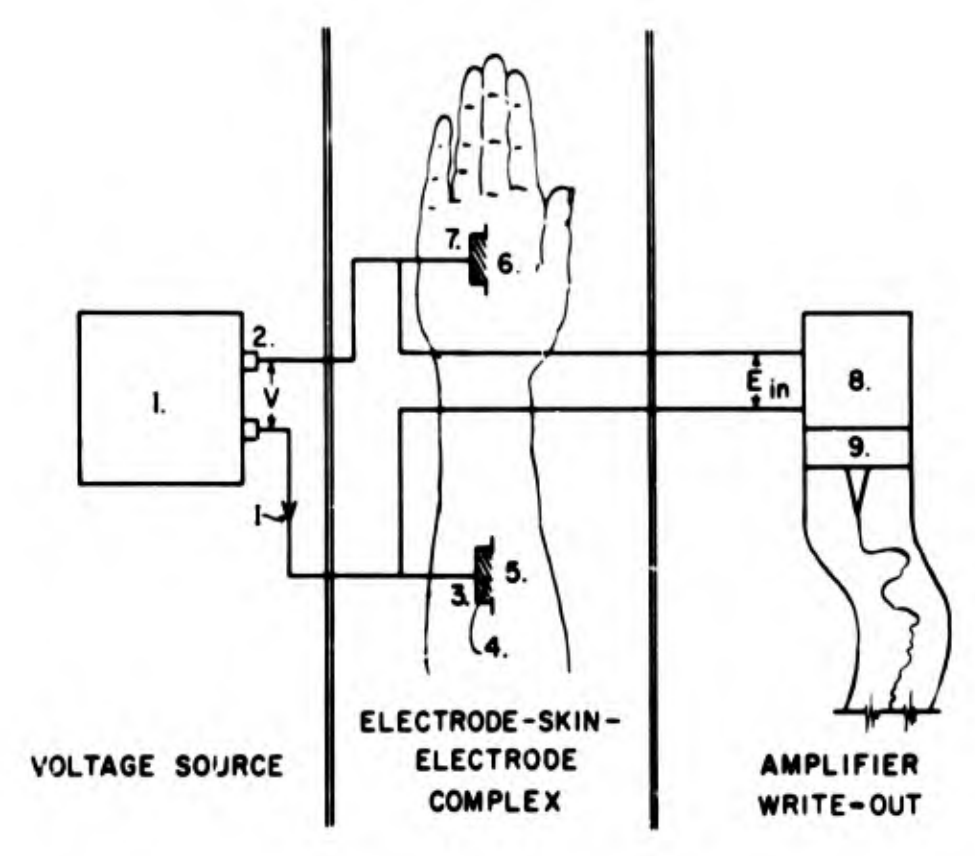 7.
6.
2.
V
1.
E in
8.
9.
I
5.
3.
4.
ELECTRODE-SKIN-
ELECTRODE
COMPLEX
VOLTAGE SOURCE
AMPLIFIER
WRITE-OUT